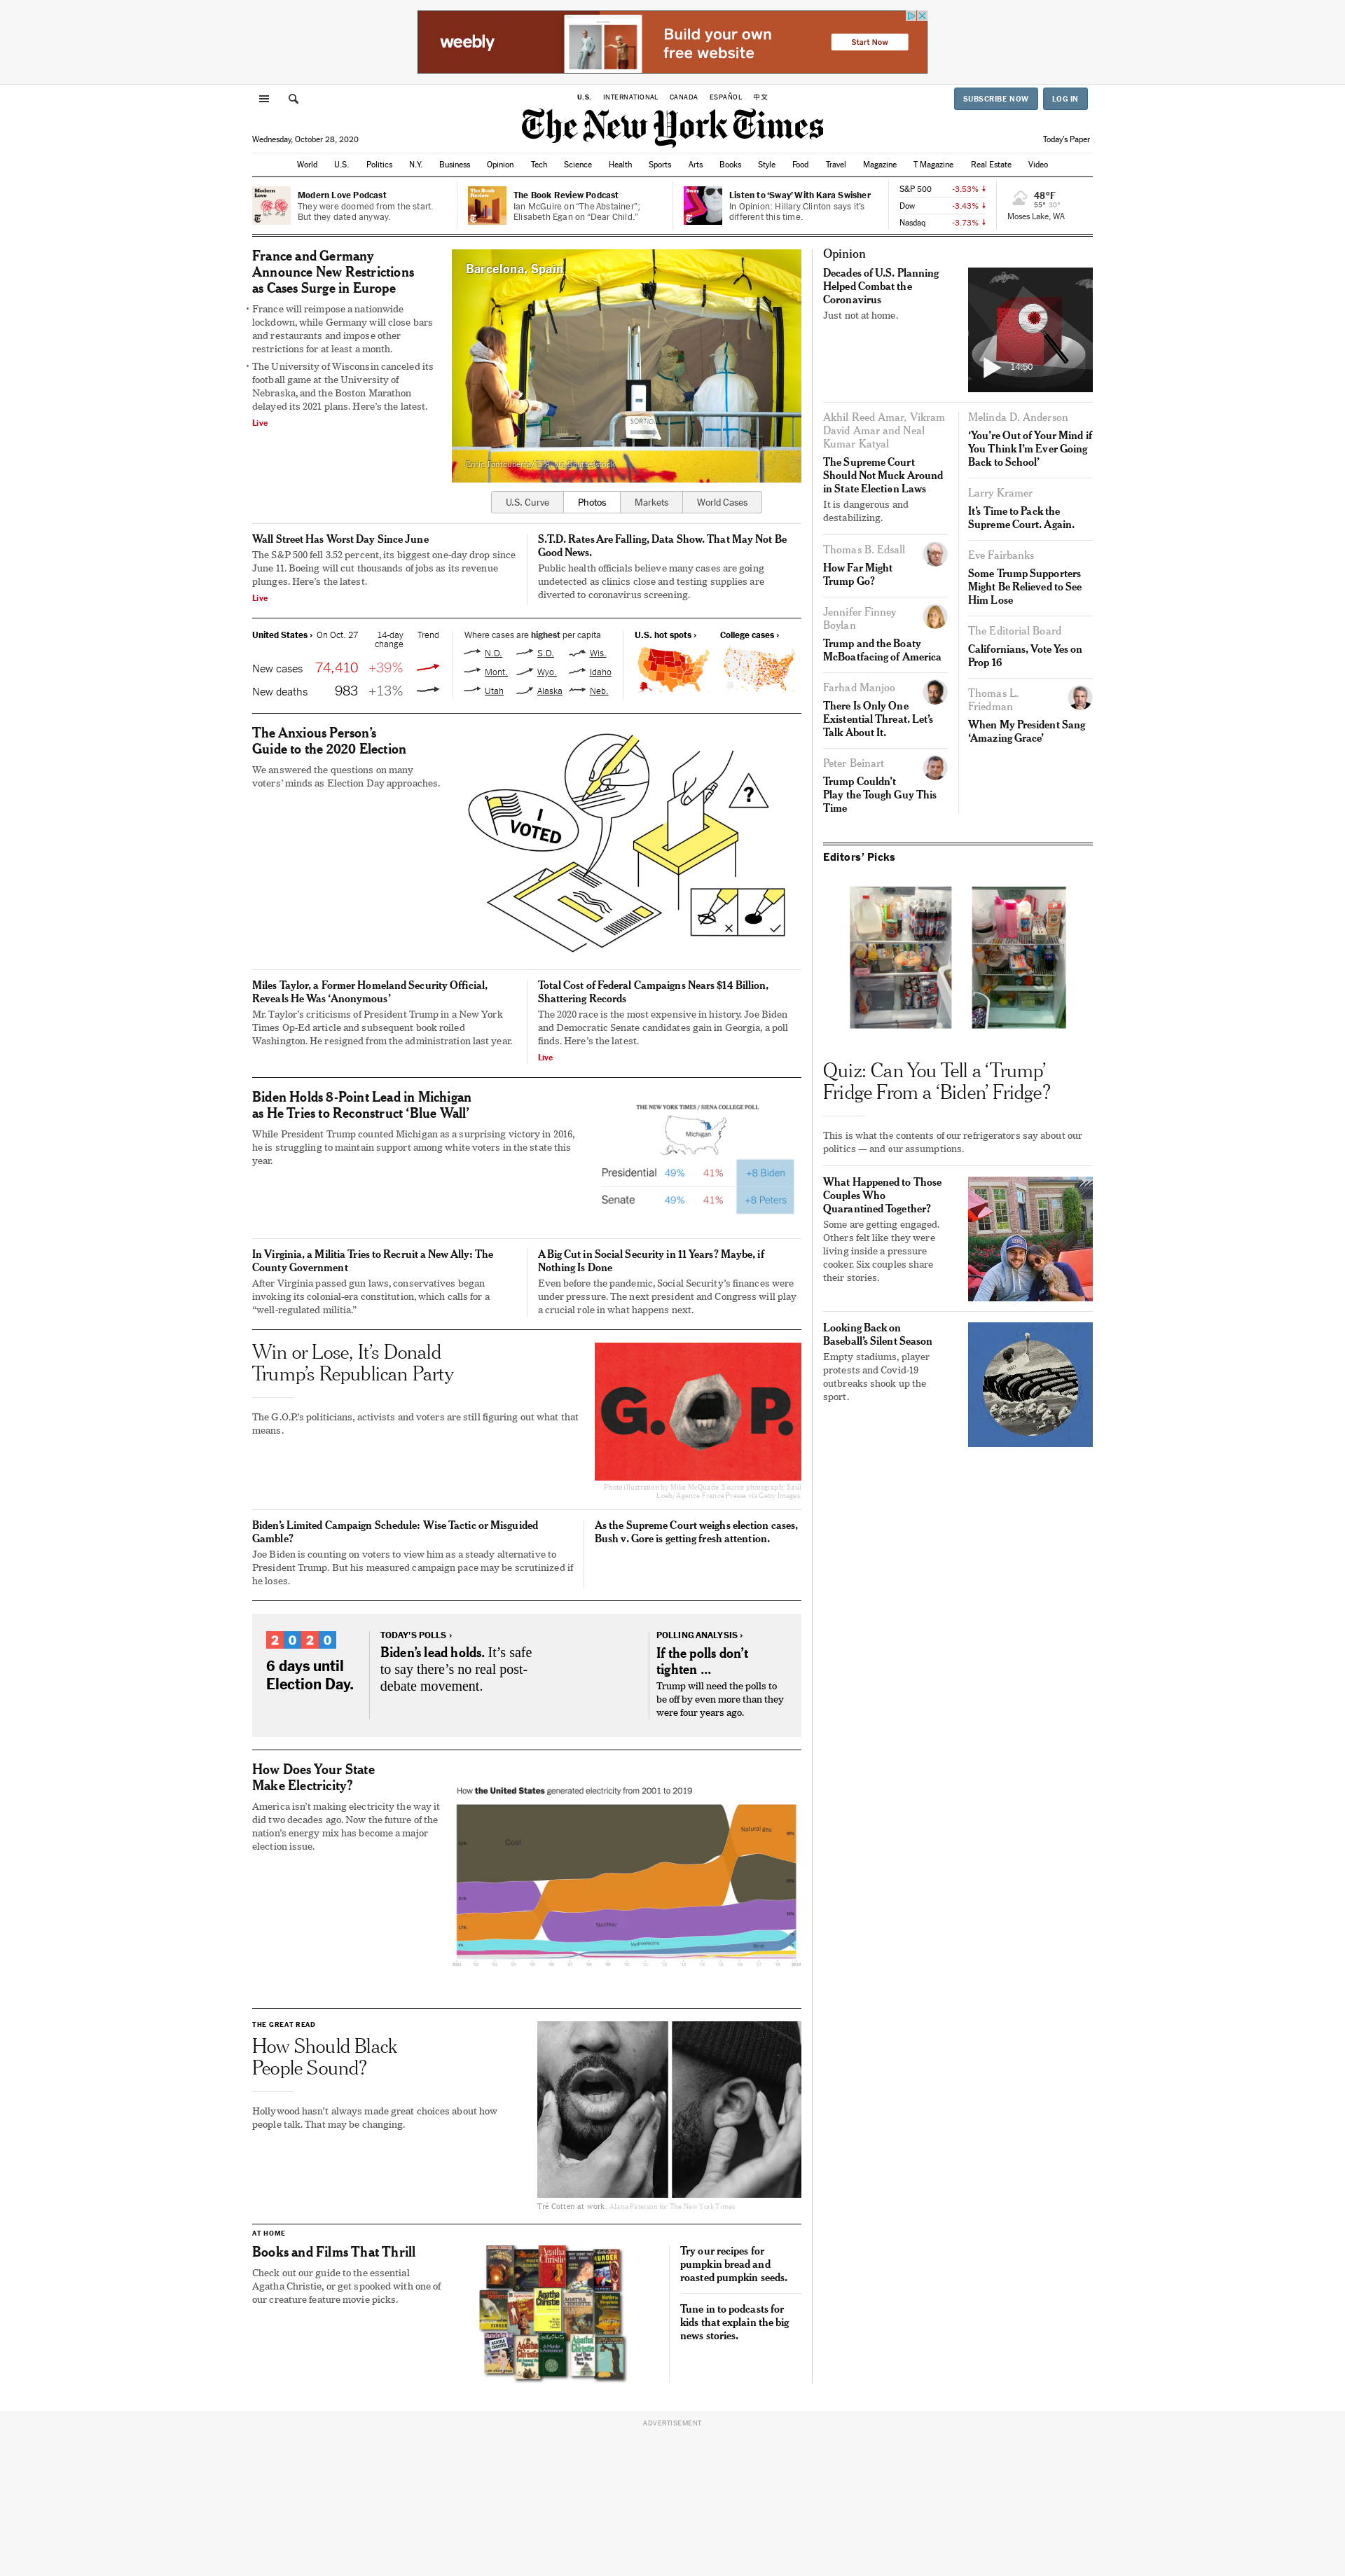 weebly
Build your own
free website
Start Now
U.S. INTERNATIONAL CANADA ESPAÑOL 中文
SUBSCRIBE NOW LOG IN
The New York Times
Wednesday, October 28, 2020
Today's Paper
World U.S. Politics N.Y. Business Opinion Tech Science Health Sports Arts Books Style Food Travel Magazine T Magazine Real Estate Video
Modern Love
Modern Love Podcast
They were doomed from the start.
But they dated anyway.
The Book Review
The Book Review Podcast
Ian McGuire on “The Abstainer”;
Elisabeth Egan on “Dear Child.”
sway
Listen to ‘Sway’ With Kara Swisher
In Opinion: Hillary Clinton says it’s
different this time.
S&P 500 -3.53%
Dow -3.43%
Nasdaq -3.73%
48°F
55° 30°
Moses Lake, WA
France and Germany
Announce New Restrictions
as Cases Surge in Europe
• France will reimpose a nationwide
lockdown, while Germany will close bars
and restaurants and impose other
restrictions for at least a month.
• The University of Wisconsin canceled its
football game at the University of
Nebraska, and the Boston Marathon
delayed its 2021 plans. Here’s the latest.
Live
Barcelona, Spain
U.S. Curve Photos Markets World Cases
Wall Street Has Worst Day Since June
The S&P 500 fell 3.52 percent, its biggest one-day drop since
June 11. Boeing will cut thousands of jobs as its revenue
plunges. Here’s the latest.
Live
S.T.D. Rates Are Falling, Data Show. That May Not Be
Good News.
Public health officials believe many cases are going
undetected as clinics close and testing supplies are
diverted to coronavirus screening.
United States › On Oct. 27 14-day Trend
change
New cases 74,410 +39%
New deaths 983 +13%
Where cases are highest per capita
N.D. S.D. Wis.
Mont. Wyo. Idaho
Utah Alaska Neb.
U.S. hot spots › College cases ›
The Anxious Person’s
Guide to the 2020 Election
We answered the questions on many
voters’ minds as Election Day approaches.
I VOTED
?
Miles Taylor, a Former Homeland Security Official,
Reveals He Was ‘Anonymous’
Mr. Taylor’s criticisms of President Trump in a New York
Times Op-Ed article and subsequent book roiled
Washington. He resigned from the administration last year.
Total Cost of Federal Campaigns Nears $14 Billion,
Shattering Records
The 2020 race is the most expensive in history. Joe Biden
and Democratic Senate candidates gain in Georgia, a poll
finds. Here’s the latest.
Live
Biden Holds 8-Point Lead in Michigan
as He Tries to Reconstruct ‘Blue Wall’
While President Trump counted Michigan as a surprising victory in 2016,
he is struggling to maintain support among white voters in the state this
year.
THE NEW YORK TIMES / SIENA COLLEGE POLL
Michigan
Presidential 49% 41% +8 Biden
Senate 49% 41% +8 Peters
In Virginia, a Militia Tries to Recruit a New Ally: The
County Government
After Virginia passed gun laws, conservatives began
invoking its colonial-era constitution, which calls for a
“well-regulated militia.”
A Big Cut in Social Security in 11 Years? Maybe, if
Nothing Is Done
Even before the pandemic, Social Security’s finances were
under pressure. The next president and Congress will play
a crucial role in what happens next.
Win or Lose, It’s Donald
Trump’s Republican Party
The G.O.P.’s politicians, activists and voters are still figuring out what that
means.
G. P.
Photo illustration by Mike McQuade. Source photograph: Saul
Loeb/Agence France-Presse via Getty Images
Biden’s Limited Campaign Schedule: Wise Tactic or Misguided
Gamble?
Joe Biden is counting on voters to view him as a steady alternative to
President Trump. But his measured campaign pace may be scrutinized if
he loses.
As the Supreme Court weighs election cases,
Bush v. Gore is getting fresh attention.
2020
6 days until
Election Day.
TODAY’S POLLS ›
Biden’s lead holds. It’s safe
to say there’s no real post-
debate movement.
POLLING ANALYSIS ›
If the polls don’t
tighten ...
Trump will need the polls to
be off by even more than they
were four years ago.
How Does Your State
Make Electricity?
America isn’t making electricity the way it
did two decades ago. Now the future of the
nation’s energy mix has become a major
election issue.
How the United States generated electricity from 2001 to 2019
Coal
Natural gas
Nuclear
Hydroelectric
Wind
THE GREAT READ
How Should Black
People Sound?
Hollywood hasn’t always made great choices about how
people talk. That may be changing.
Tré Cotten at work. Alana Paterson for The New York Times
AT HOME
Books and Films That Thrill
Check out our guide to the essential
Agatha Christie, or get spooked with one of
our creature feature movie picks.
Try our recipes for
pumpkin bread and
roasted pumpkin seeds.
Tune in to podcasts for
kids that explain the big
news stories.
Opinion
Decades of U.S. Planning
Helped Combat the
Coronavirus
Just not at home.
14:50
Akhil Reed Amar, Vikram
David Amar and Neal
Kumar Katyal
The Supreme Court
Should Not Muck Around
in State Election Laws
It is dangerous and
destabilizing.
Thomas B. Edsall
How Far Might
Trump Go?
Jennifer Finney
Boylan
Trump and the Boaty
McBoatfacing of America
Farhad Manjoo
There Is Only One
Existential Threat. Let’s
Talk About It.
Peter Beinart
Trump Couldn’t
Play the Tough Guy This
Time
Melinda D. Anderson
‘You’re Out of Your Mind if
You Think I’m Ever Going
Back to School’
Larry Kramer
It’s Time to Pack the
Supreme Court. Again.
Eve Fairbanks
Some Trump Supporters
Might Be Relieved to See
Him Lose
The Editorial Board
Californians, Vote Yes on
Prop 16
Thomas L.
Friedman
When My President Sang
‘Amazing Grace’
Editors’ Picks
Quiz: Can You Tell a ‘Trump’
Fridge From a ‘Biden’ Fridge?
This is what the contents of our refrigerators say about our
politics — and our assumptions.
What Happened to Those
Couples Who
Quarantined Together?
Some are getting engaged.
Others felt like they were
living inside a pressure
cooker. Six couples share
their stories.
Looking Back on
Baseball’s Silent Season
Empty stadiums, player
protests and Covid-19
outbreaks shook up the
sport.
ADVERTISEMENT